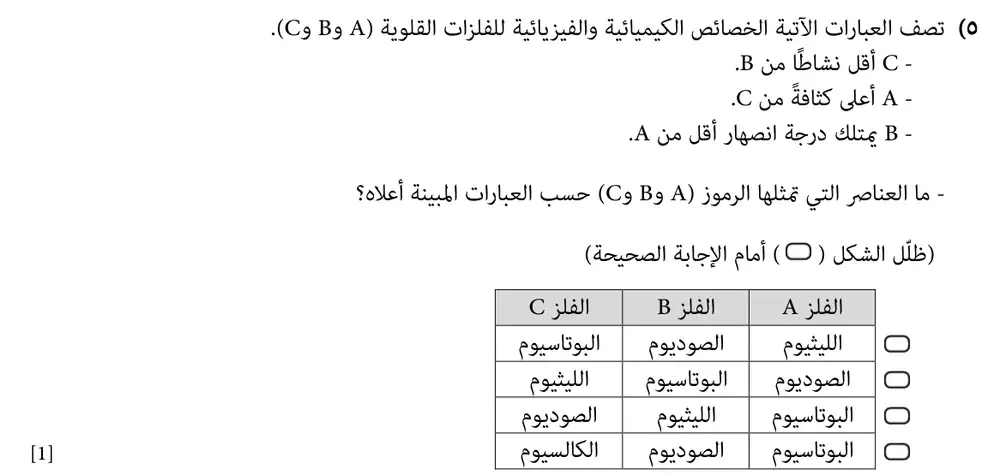 ٥) تصف العبارات الآتية الخصائص الكيميائية والفيزيائية للفلزات القلوية (A وB وC).
- C أقل نشاطًا من B.
- A أعلى كثافةً من C.
- B يمتلك درجة انصهار أقل من A.
- ما العناصر التي تمثلها الرموز (A وB وC) حسب العبارات المبينة أعلاه؟
(ظلّل الشكل ( ) أمام الإجابة الصحيحة)
الفلز A الفلز B الفلز C
الليثيوم الصوديوم البوتاسيوم
الصوديوم البوتاسيوم الليثيوم
البوتاسيوم الليثيوم الصوديوم
البوتاسيوم الصوديوم الكالسيوم
[1]